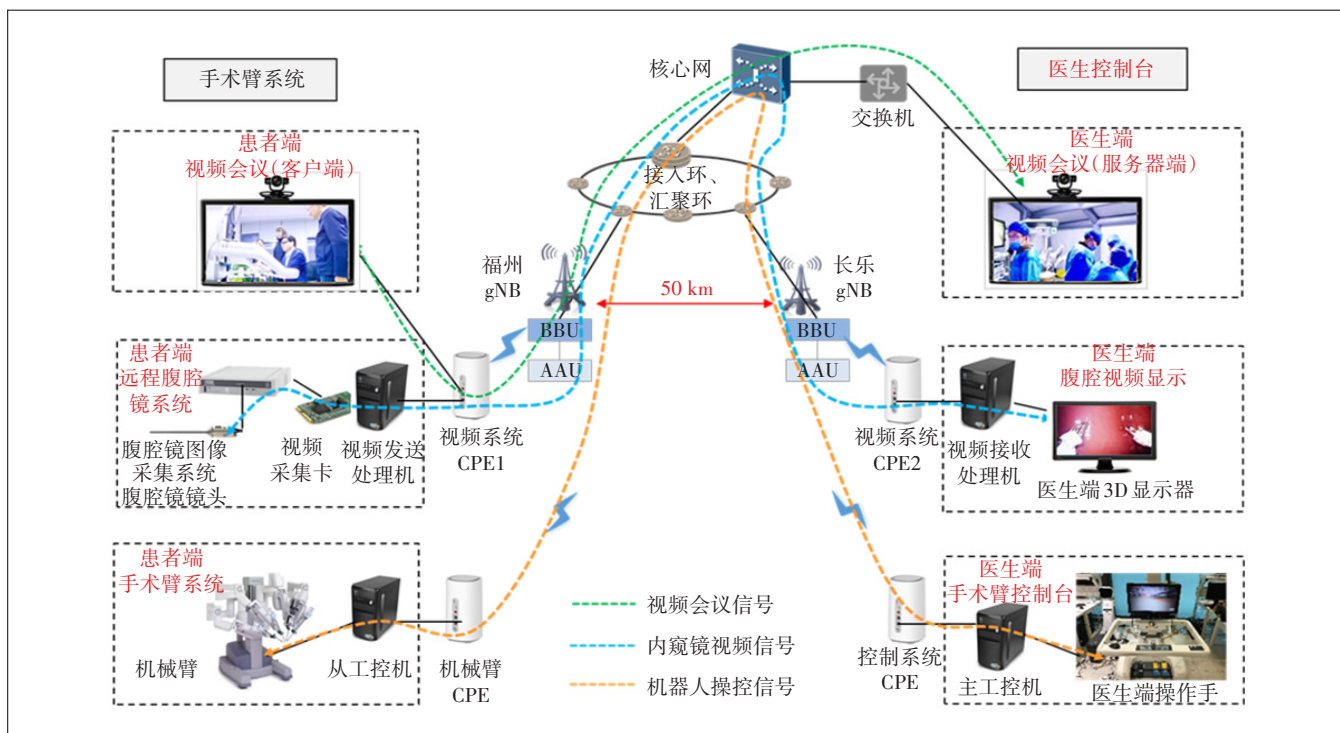 手术臂系统
核心网
医生控制台
交换机
患者端
视频会议(客户端)
医生端
视频会议(服务器端)
接入环、
汇聚环
福州
gNB
50 km
长乐
gNB
BBU
AAU
BBU
AAU
患者端
远程腹腔
镜系统
腹腔镜图像
采集系统
腹腔镜镜头
视频
采集卡
视频发送
处理机
视频系统
CPE1
视频系统
CPE2
视频接收
处理机
医生端
腹腔视频显示
医生端3D显示器
患者端
手术臂系统
机械臂
从工控机
机械臂
CPE
视频会议信号
内窥镜视频信号
机器人操控信号
控制系统
CPE
医生端
手术臂控制台
主工控机
医生端操作手